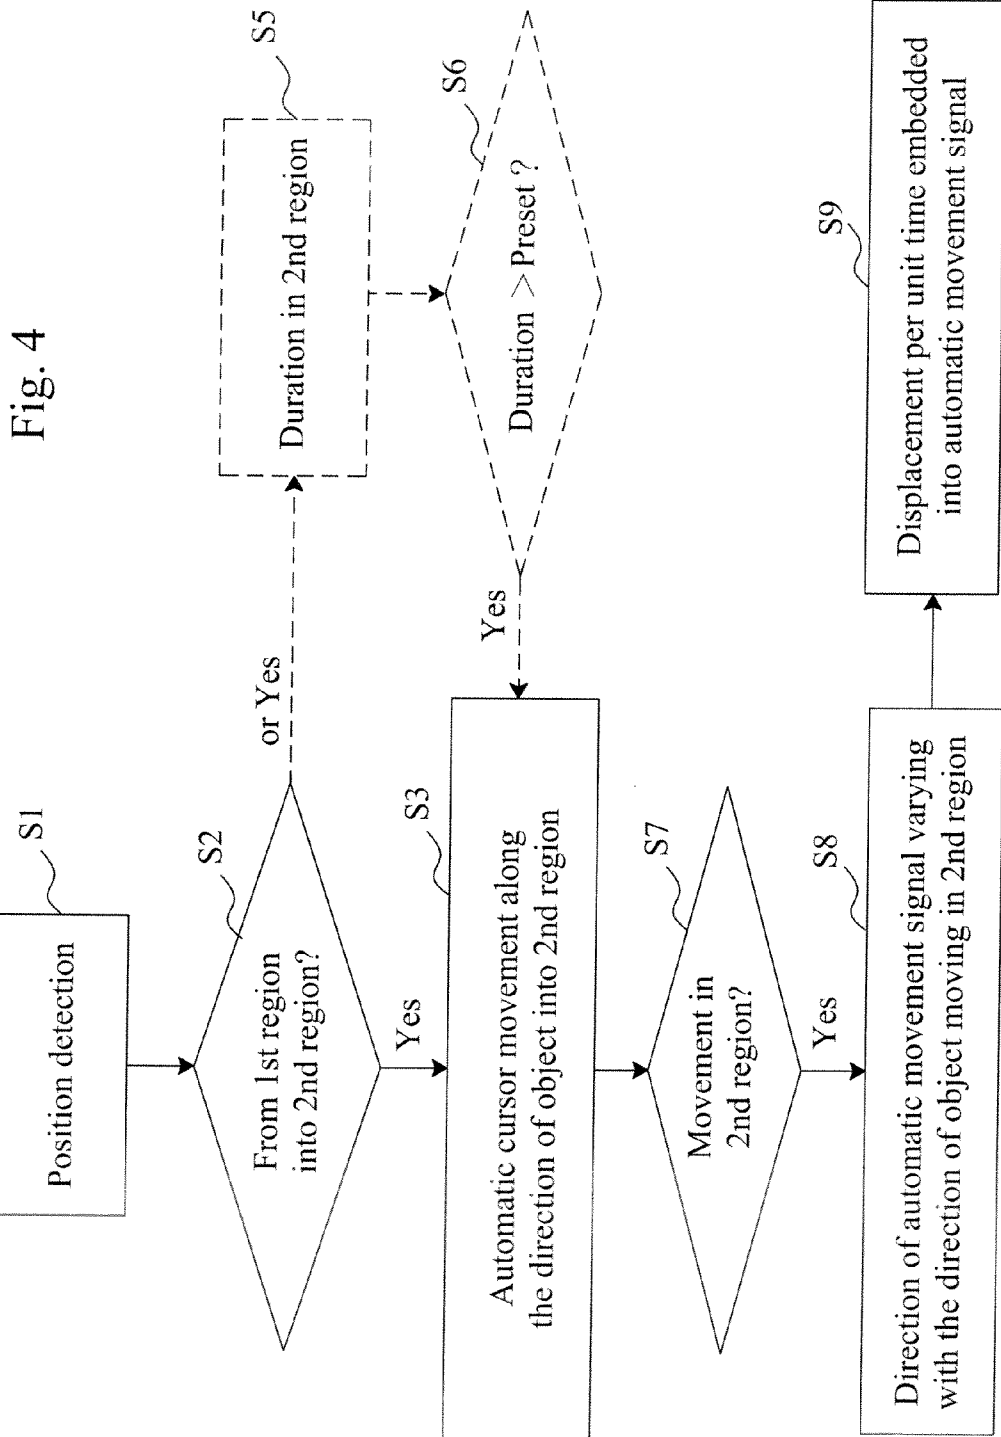 Fig. 4
S1
Position detection
S2
From 1st region
into 2nd region?
or Yes
S5
Duration in 2nd region
S6
Duration >Preset ?
Yes
Yes
S3
Automatic cursor movement along
the direction of object into 2nd region
S7
Movement in
2nd region?
Yes
S8
Direction of automatic movement signal varying
with the direction of object moving in 2nd region
S9
Displacement per unit time embedded
into automatic movement signal